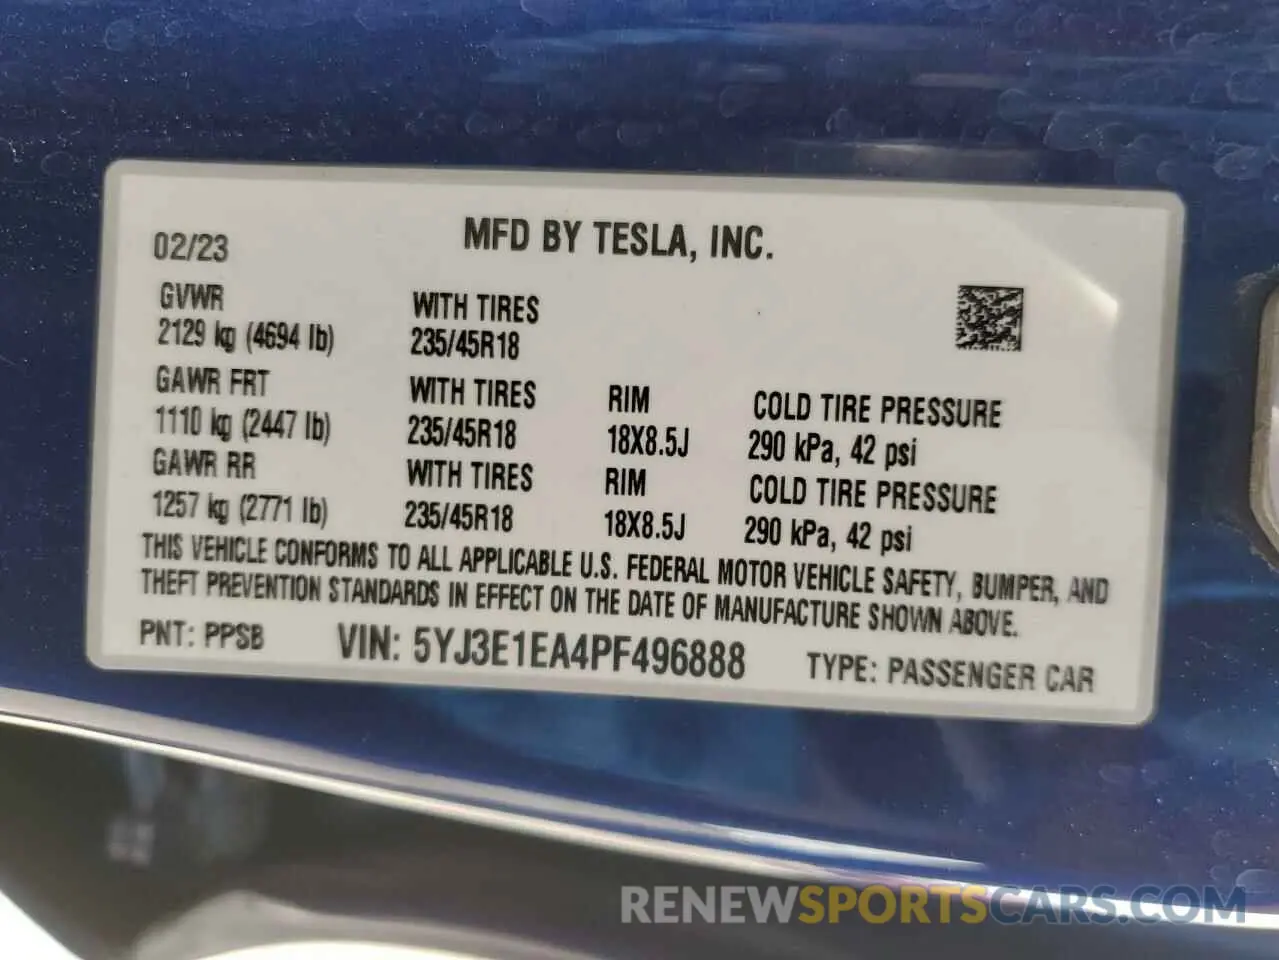 MFD BY TESLA, INC.
02/23
GVWR WITH TIRES
2129 kg (4694 lb) 235/45R18
GAWR FRT WITH TIRES RIM COLD TIRE PRESSURE
1110 kg (2447 lb) 235/45R18 18X8.5J 290 kPa, 42 psi
GAWR RR WITH TIRES RIM COLD TIRE PRESSURE
1257 kg (2771 lb) 235/45R18 18X8.5J 290 kPa, 42 psi
THIS VEHICLE CONFORMS TO ALL APPLICABLE U.S. FEDERAL MOTOR VEHICLE SAFETY, BUMPER, AND
THEFT PREVENTION STANDARDS IN EFFECT ON THE DATE OF MANUFACTURE SHOWN ABOVE.
PNT: PPSB VIN: 5YJ3E1EA4PF496888 TYPE: PASSENGER CAR
RENEWSPORTSCARS.COM